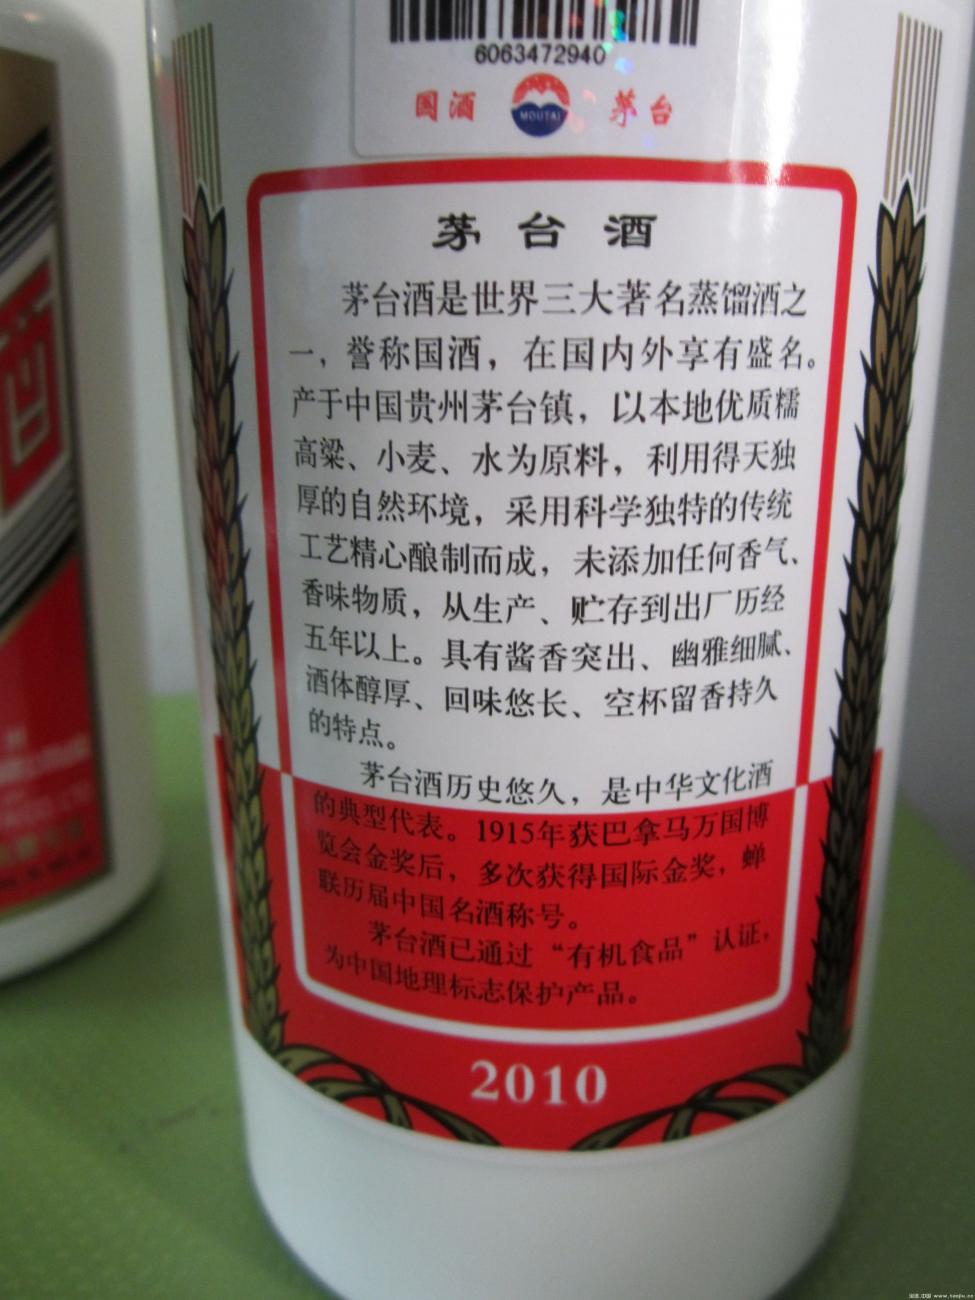 6063472940
国酒 MOUTAI 茅台
茅台酒
茅台酒是世界三大著名蒸馏酒之
一，誉称国酒，在国内外享有盛名。
产于中国贵州茅台镇，以本地优质糯
高粱、小麦、水为原料，利用得天独
厚的自然环境，采用科学独特的传统
工艺精心酿制而成，未添加任何香气、
香味物质，从生产、贮存到出厂历经
五年以上。具有酱香突出、幽雅细腻、
酒体醇厚、回味悠长、空杯留香持久
的特点。
茅台酒历史悠久，是中华文化酒
的典型代表。1915年获巴拿马万国博
览会金奖后，多次获得国际金奖，蝉
联历届中国名酒称号。
茅台酒已通过“有机食品”认证，
为中国地理标志保护产品。
2010
酒